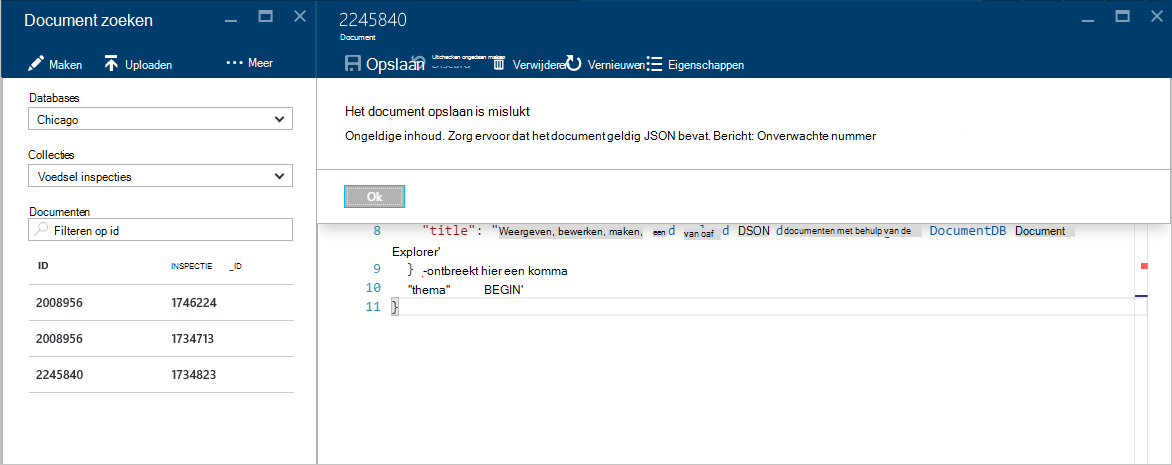 Document zoeken
Maken Uploaden ••• Meer
Databases
Chicago
Collecties
Voedsel inspecties
Documenten
Filteren op id
ID INSPECTIE _ID
2008956 1746224
2008956 1734713
2245840 1734823
2245840
Document
Opslaan Uitchecken ongedaan maken Verwijderen Vernieuwen Eigenschappen
Het document opslaan is mislukt
Ongeldige inhoud. Zorg ervoor dat het document geldig JSON bevat. Bericht: Onverwachte nummer
Ok
8 "title": "Weergeven, bewerken, maken, een d van oaf d DSON d documenten met behulp van de DocumentDB Document
Explorer'
9 } -ontbreekt hier een komma
10 "thema" BEGIN'
11 }